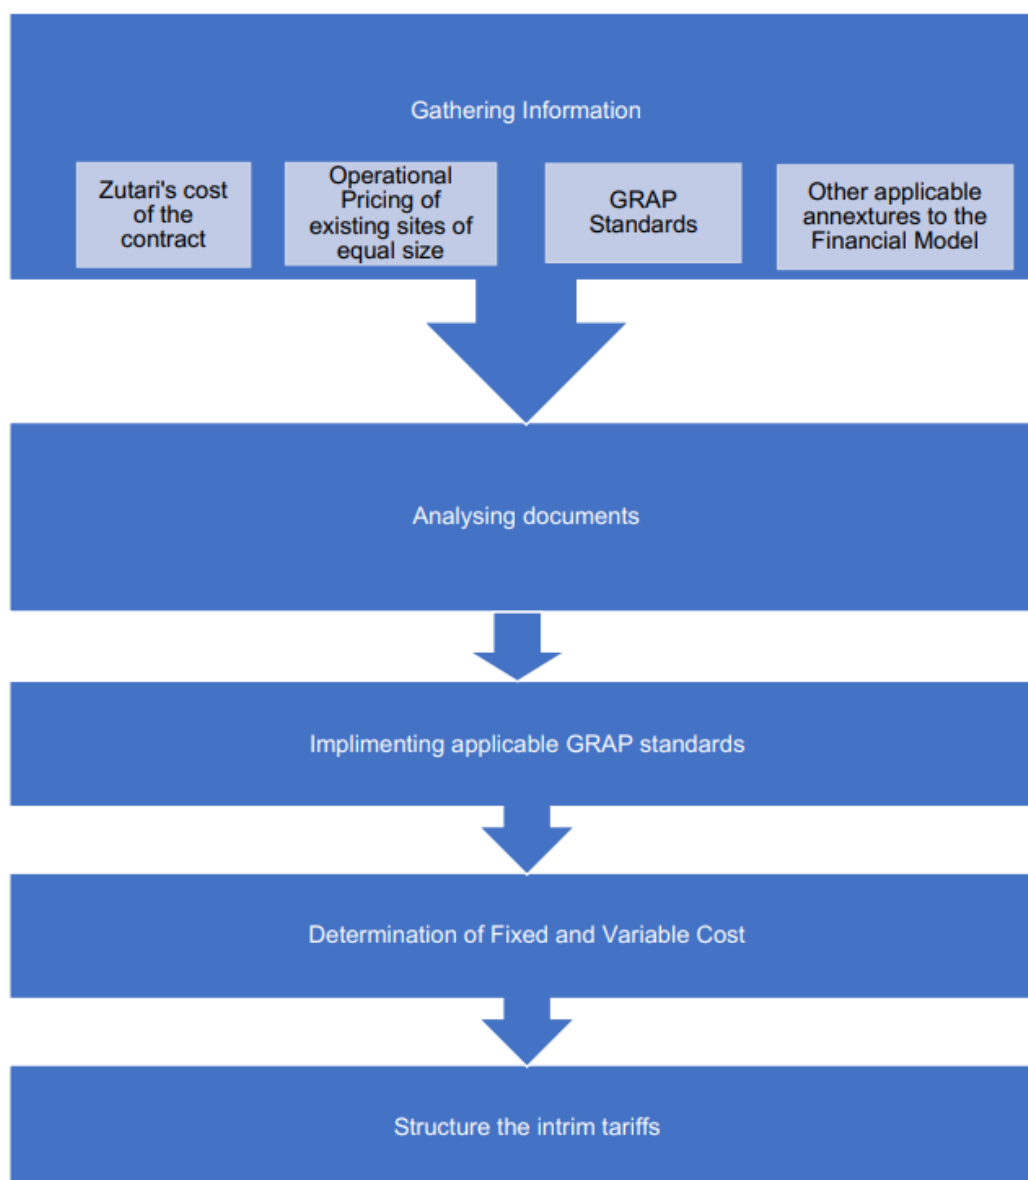 Gathering Information
Zutari's cost
of the
contract
Operational
Pricing of
existing sites of
equal size
GRAP
Standards
Other applicable
annextures to the
Financial Model
Analysing documents
Implimenting applicable GRAP standards
Determination of Fixed and Variable Cost
Structure the intrim tariffs